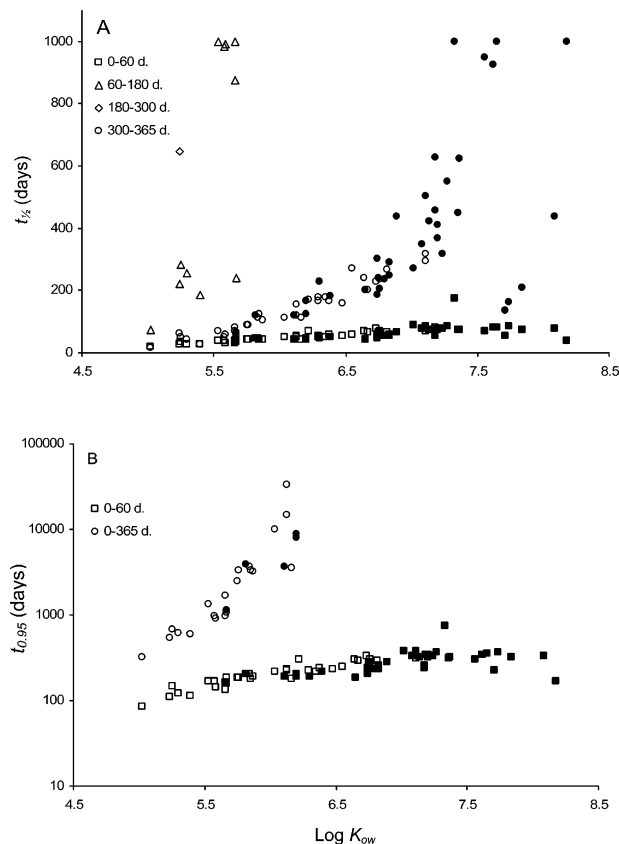 A
1000
800
600
400
200
0
t½ (days)
0-60 d.
60-180 d.
180-300 d.
300-365 d.
4.5 5.5 6.5 7.5 8.5
B
100000
10000
1000
100
10
t0.95 (days)
0-60 d.
0-365 d.
4.5 5.5 6.5 7.5 8.5
Log Kow